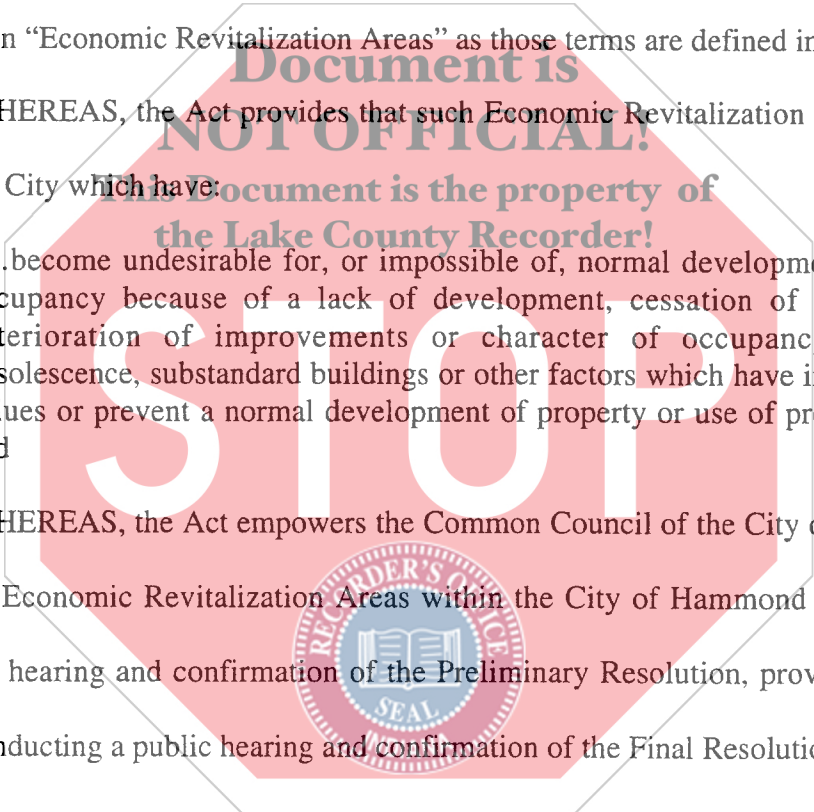 n “Economic Revitalization Areas” as those terms are defined in
Document is
HEREAS, the Act provides that such Economic Revitalization
NOT OFFICIAL!
City which have:
This Document is the property of
the Lake County Recorder!
.become undesirable for, or impossible of, normal developme
cupancy because of a lack of development, cessation of
terioration of improvements or character of occupanc
solescence, substandard buildings or other factors which have i
ues or prevent a normal development of property or use of pr
d
STOP
HEREAS, the Act empowers the Common Council of the City
Economic Revitalization Areas within the City of Hammond
hearing and confirmation of the Preliminary Resolution, prov
nducting a public hearing and confirmation of the Final Resolutio
RECORDER'S OFFICE
SEAL